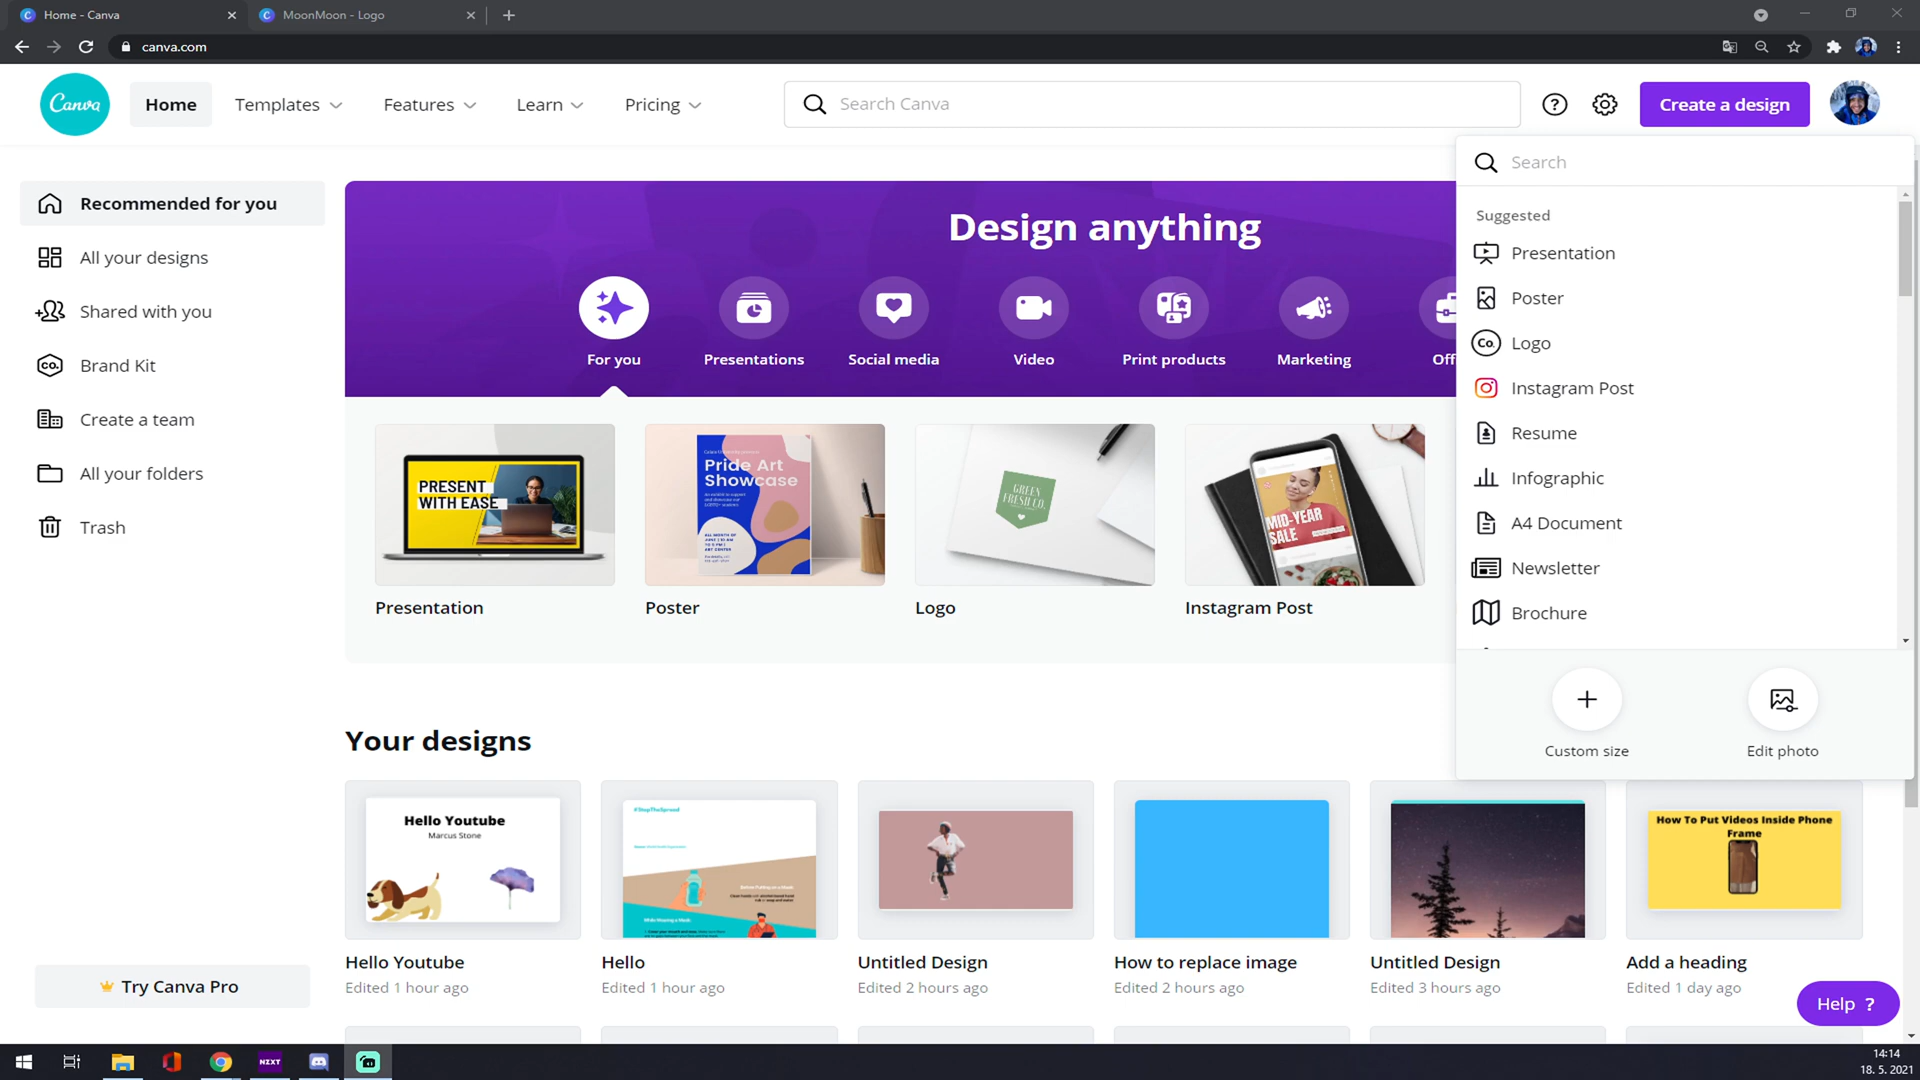 Home - Canva
MoonMoon - Logo
canva.com
Canva
Home
Templates
Features
Learn
Pricing
Search Canva
Create a design
Search
Suggested
Presentation
Poster
Logo
Instagram Post
Resume
Infographic
A4 Document
Newsletter
Brochure
Custom size
Edit photo
Recommended for you
All your designs
Shared with you
Brand Kit
Create a team
All your folders
Trash
Try Canva Pro
Design anything
For you
Presentations
Social media
Video
Print products
Marketing
Off
PRESENT
WITH EASE
Pride Art
Showcase
GREEN
FRESH CO.
MID-YEAR
SALE
Presentation
Poster
Logo
Instagram Post
Your designs
Hello Youtube
Marcus Stone
#StopTheSpread
How To Put Videos Inside Phone
Frame
Hello Youtube
Edited 1 hour ago
Hello
Edited 1 hour ago
Untitled Design
Edited 2 hours ago
How to replace image
Edited 2 hours ago
Untitled Design
Edited 3 hours ago
Add a heading
Edited 1 day ago
Help ?
NZXT
14:14
18. 5. 2021